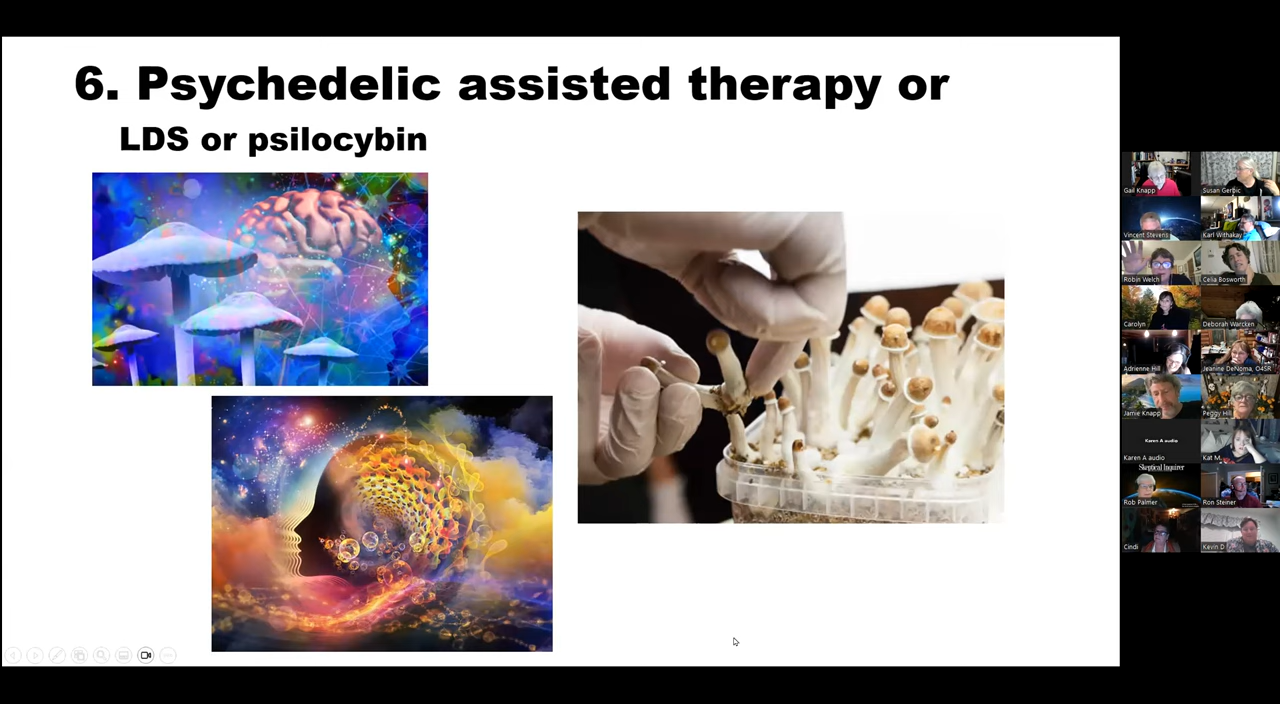 6. Psychedelic assisted therapy or
LDS or psilocybin
Gail Knapp
Susan Gerbic
Vincent Stevens
Karl Withakay
Robin Welch
Celia Bosworth
Carolyn
Deborah Warcken
Adrienne Hill
Jeanine DeNoma, O4SR
Jamie Knapp
Peggy Hill
Karen A audio
Karen A audio
Kat M.
Skeptical Inquirer
Rob Palmer
Ron Steiner
Cindi
Kevin D